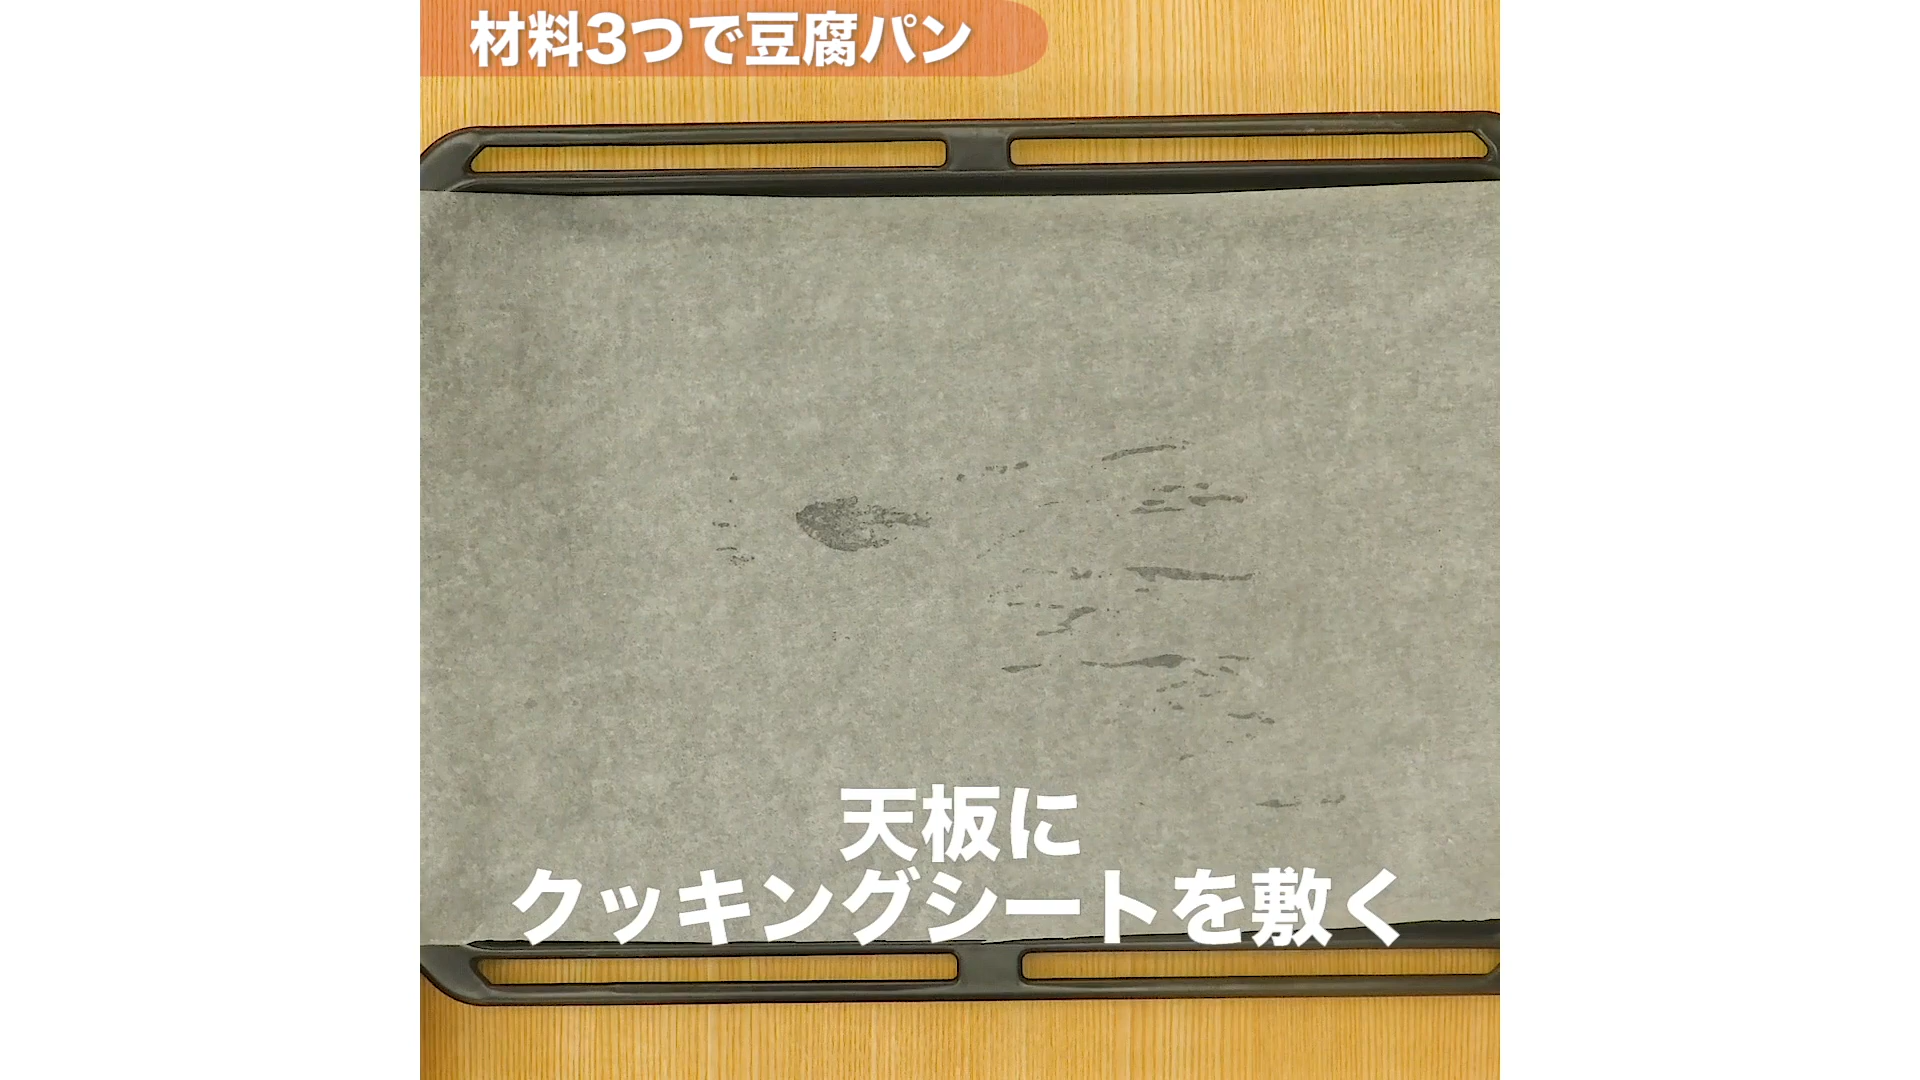 材料3つで豆腐パン
天板に
クッキングシートを敷く